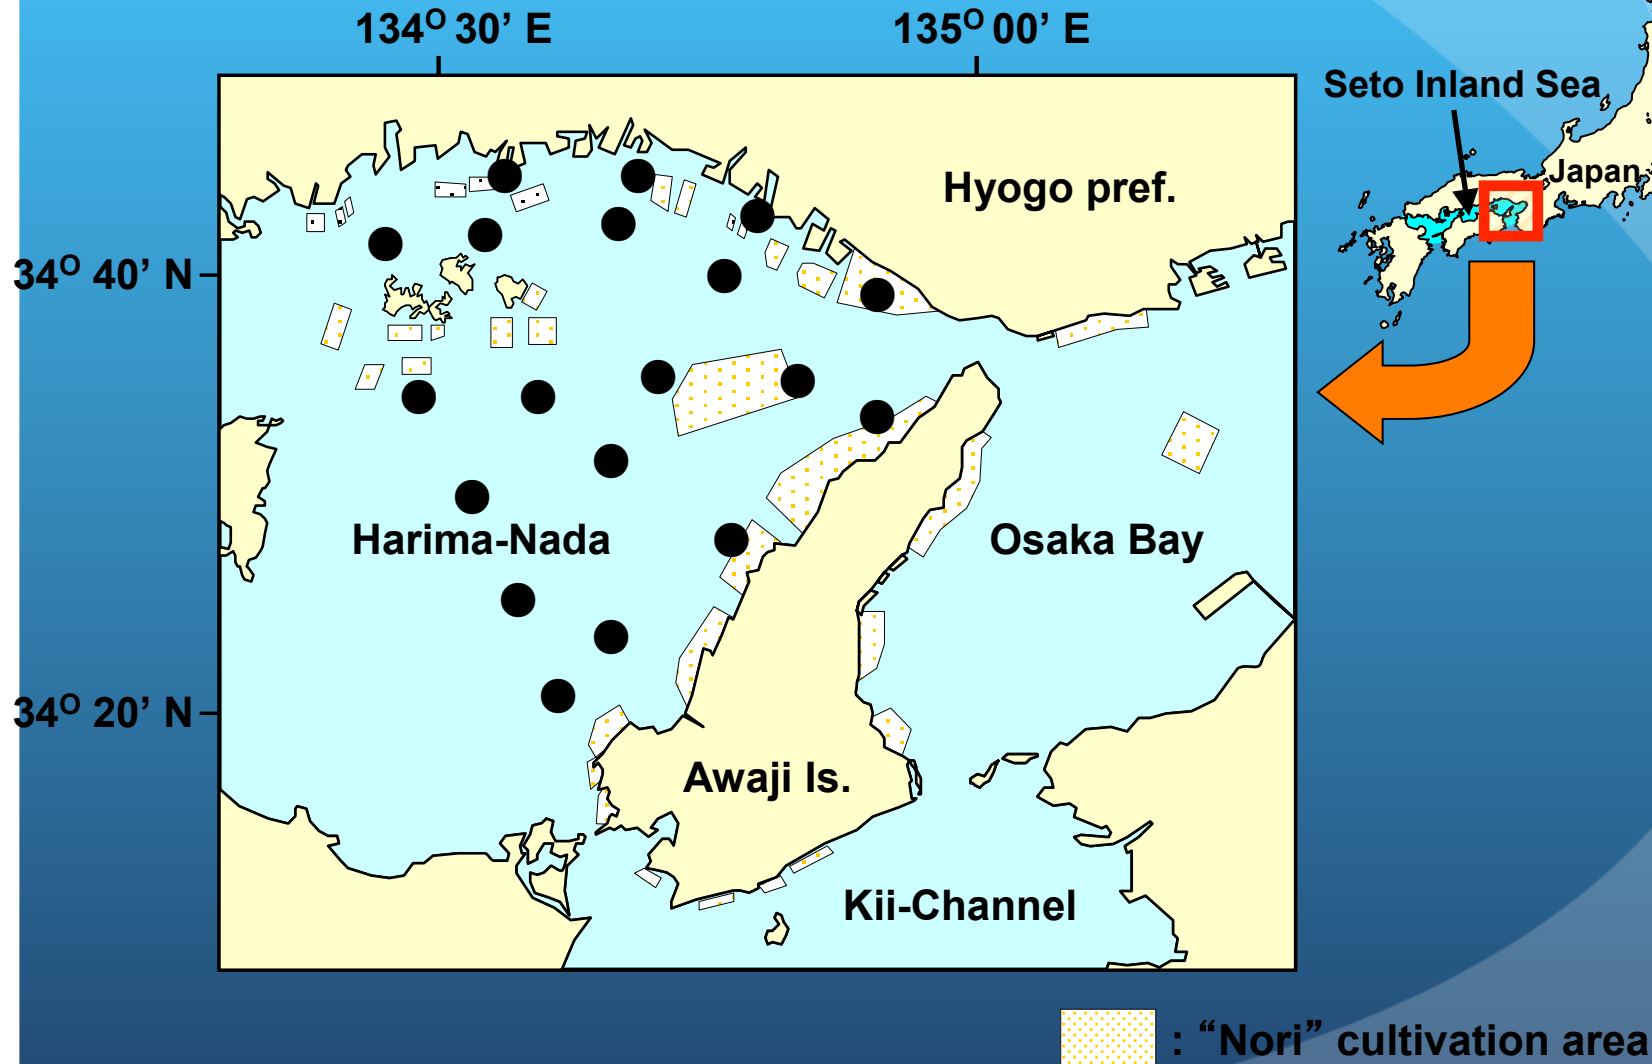 134° 30’ E
135° 00’ E
Seto Inland Sea
Japan
Hyogo pref.
34° 40’ N
Harima-Nada
Osaka Bay
34° 20’ N
Awaji Is.
Kii-Channel
: “Nori” cultivation area